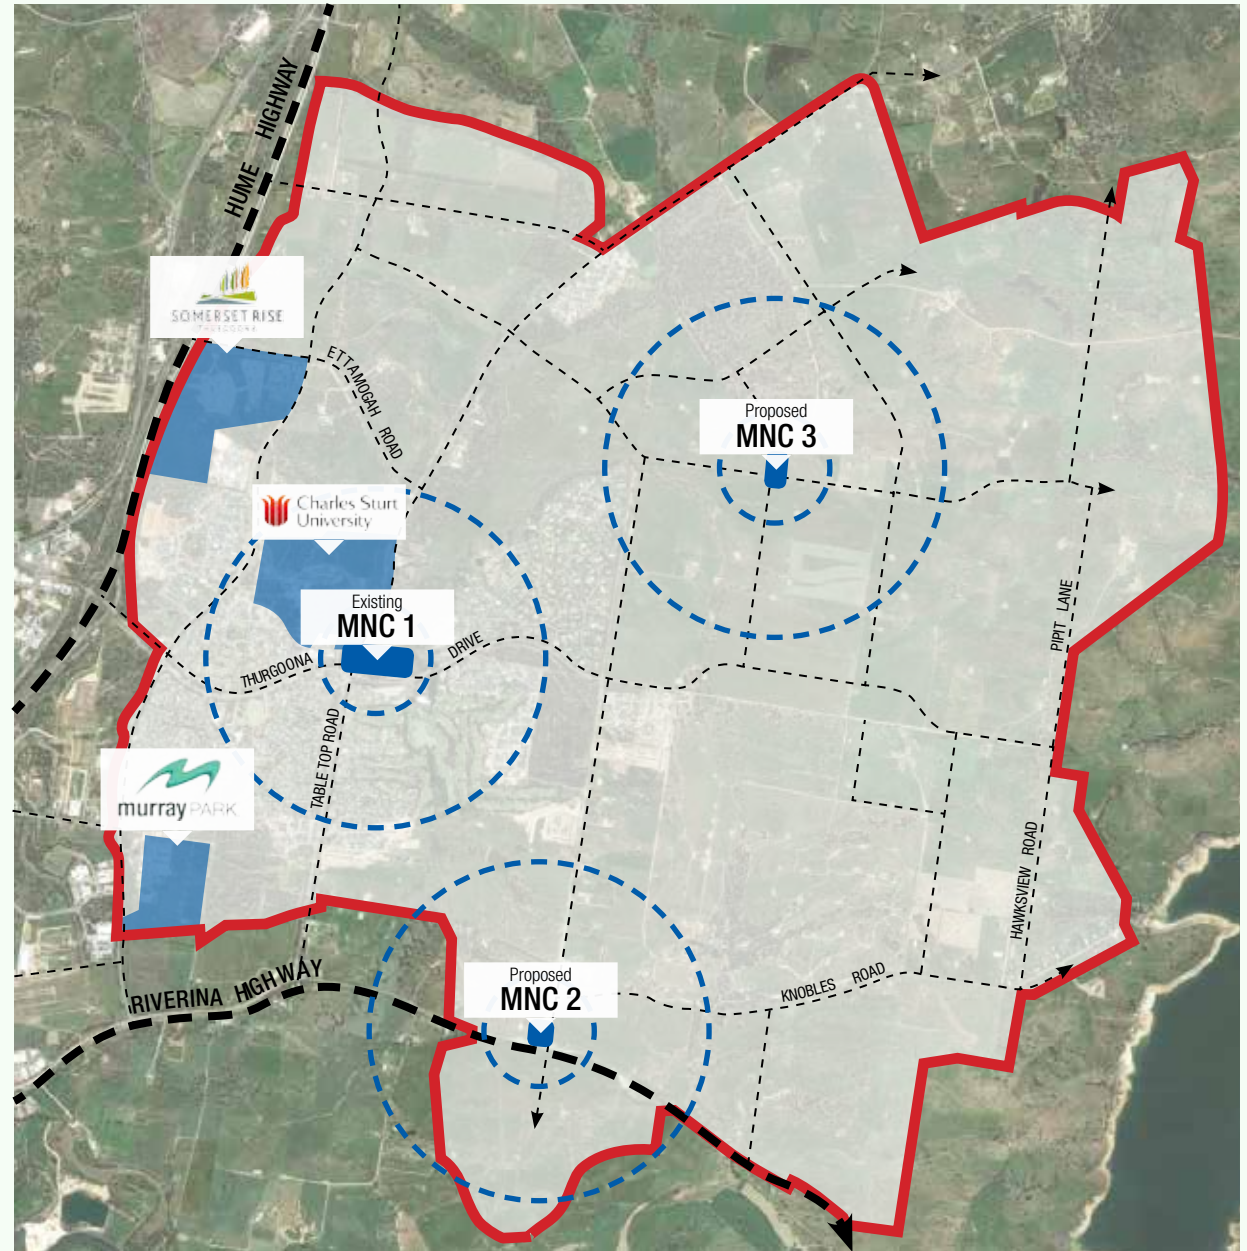 HUME HIGHWAY
SOMERSET RISE
THURGOONA
ETTAMOGAH ROAD
Proposed
MNC 3
Charles Sturt
University
Existing
MNC 1
THURGOONA DRIVE
PIPIT LANE
TABLE TOP ROAD
murray PARK
HAWKSVIEW ROAD
RIVERINA HIGHWAY
Proposed
MNC 2
KNOBLES ROAD